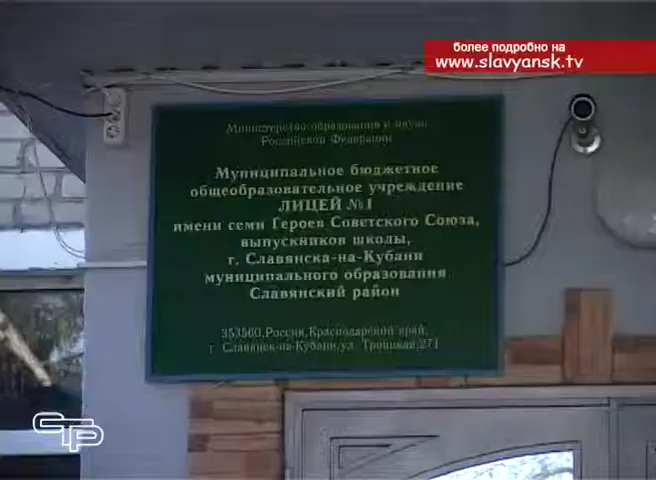 более подробно на
www.slavyansk.tv
Министерство образования и науки
Российской Федерации
Муниципальное бюджетное
общеобразовательное учреждение
ЛИЦЕЙ №1
имени семи Героев Советского Союза,
выпускников школы,
г. Славянска-на-Кубани
муниципального образования
Славянский район
353560,Россия,Краснодарский край,
г. Славянск-на-Кубани,ул. Троицкая,271
СТР